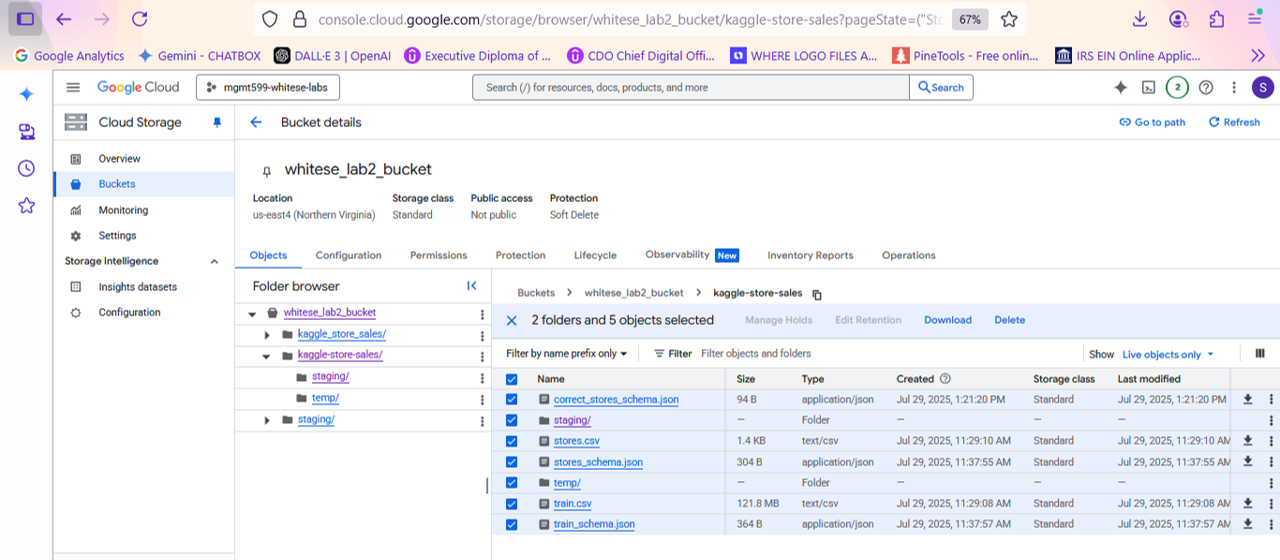 console.cloud.google.com/storage/browser/whitese_lab2_bucket/kaggle-store-sales?pageState=("Sto 67%
Google Analytics Gemini - CHATBOX DALL·E 3 | OpenAI Executive Diploma of ... CDO Chief Digital Offi... WHERE LOGO FILES A... PineTools - Free onlin... IRS EIN Online Applic...
Google Cloud mgmt599-whitese-labs Search (/) for resources, docs, products, and more Search 2 S
Cloud Storage Bucket details Go to path Refresh
Overview
Buckets
Monitoring
Settings
Storage Intelligence
Insights datasets
Configuration
whitese_lab2_bucket
Location Storage class Public access Protection
us-east4 (Northern Virginia) Standard Not public Soft Delete
Objects Configuration Permissions Protection Lifecycle Observability New Inventory Reports Operations
Folder browser
whitese_lab2_bucket
kaggle_store_sales/
kaggle-store-sales/
staging/
temp/
staging/
Buckets > whitese_lab2_bucket > kaggle-store-sales
2 folders and 5 objects selected Manage Holds Edit Retention Download Delete
Filter by name prefix only Filter Filter objects and folders Show Live objects only
Name Size Type Created Storage class Last modified
correct_stores_schema.json 94 B application/json Jul 29, 2025, 1:21:20 PM Standard Jul 29, 2025, 1:21:20 PM
staging/ — Folder — — —
stores.csv 1.4 KB text/csv Jul 29, 2025, 11:29:10 AM Standard Jul 29, 2025, 11:29:10 AM
stores_schema.json 304 B application/json Jul 29, 2025, 11:37:55 AM Standard Jul 29, 2025, 11:37:55 AM
temp/ — Folder — — —
train.csv 121.8 MB text/csv Jul 29, 2025, 11:29:08 AM Standard Jul 29, 2025, 11:29:08 AM
train_schema.json 364 B application/json Jul 29, 2025, 11:37:57 AM Standard Jul 29, 2025, 11:37:57 AM